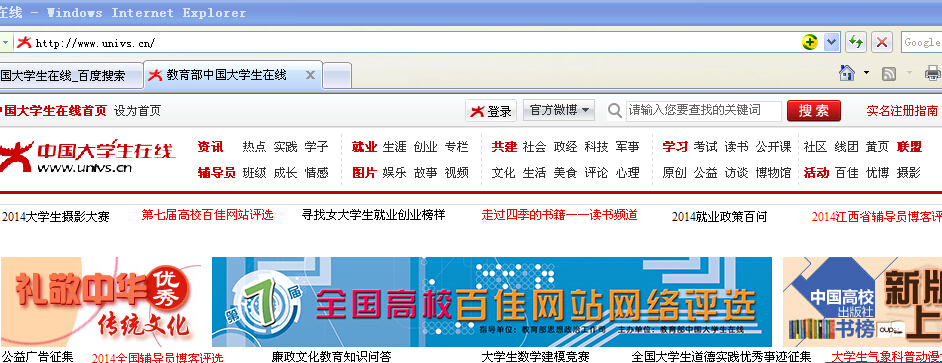 在线 - Windows Internet Explorer
http://www.univs.cn/
Google
国大学生在线_百度搜索 教育部中国大学生在线
中国大学生在线首页 设为首页 登录 官方微博 请输入您要查找的关键词 搜索 实名注册指南
中国大学生在线
www.univs.cn
资讯 热点 实践 学子 就业 生涯 创业 专栏 共建 社会 政经 科技 军事 学习 考试 读书 公开课 社区 线团 黄页 联盟
辅导员 班级 成长 情感 图片 娱乐 故事 视频 文化 生活 美食 评论 心理 原创 公益 访谈 博物馆 活动 百佳 优博 摄影
2014大学生摄影大赛 第七届高校百佳网站评选 寻找女大学生就业创业榜样 走过四季的书籍——读书频道 2014就业政策百问 2014江西省辅导员博客评
礼敬中华优秀
传统文化
第7届
全国高校百佳网站网络评选
指导单位：教育部思想政治工作司 主办单位：教育部中国大学生在线
中国高校
出版社
书榜
新版
上
公益广告征集 2014全国辅导员博客评选 廉政文化教育知识问答 大学生数学建模竞赛 全国大学生道德实践优秀事迹征集 大学生气象科普动漫